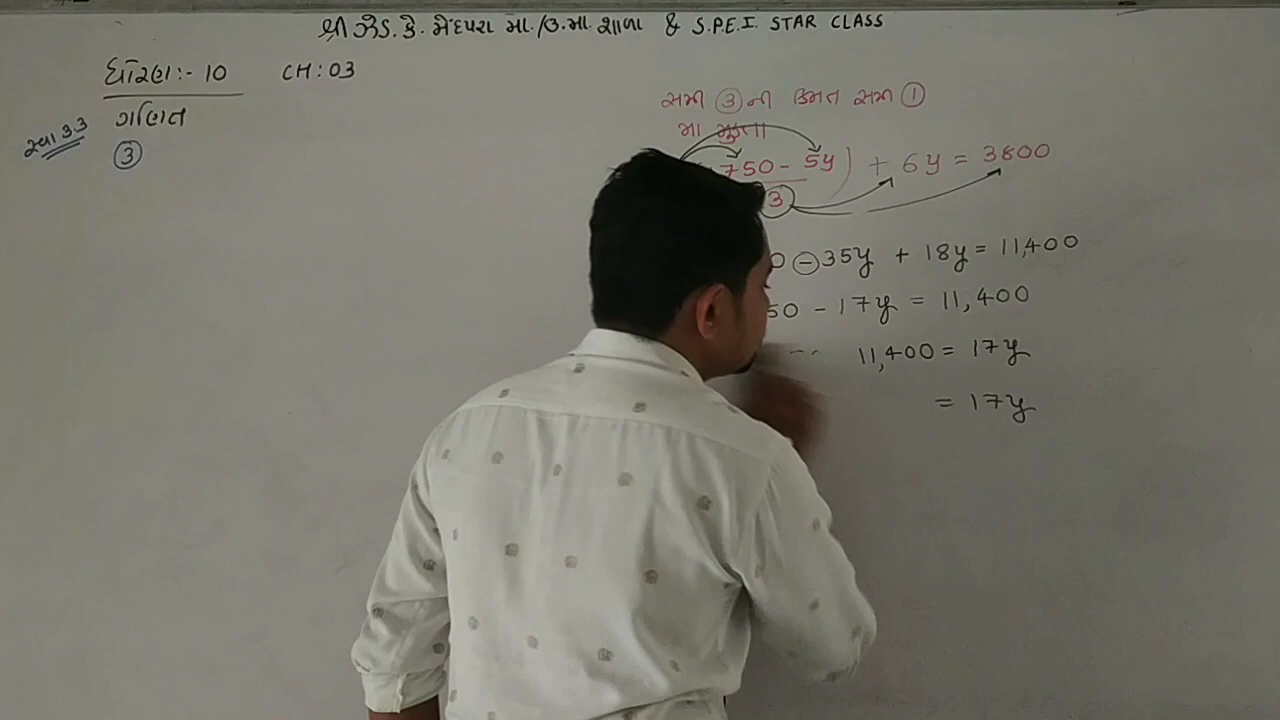 શ્રી ઝેડ. કે. મેંદપરા મા./ઉ.મા. શાળા & S.P.E.I. STAR CLASS
ધોરણ:- 10 CH : 03
ગણિત
સ્વા 3.3
③
સમી ③ ની કિંમત સમી ①
માં મુકતા
750 - 5y) + 6y = 3800
3
0 - 35y + 18y = 11,400
50 - 17y = 11,400
11,400 = 17y
= 17y